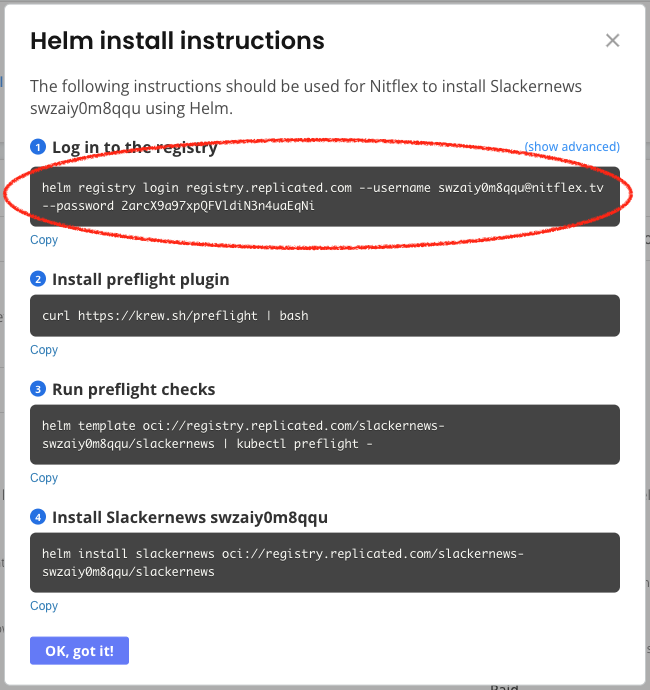 Helm install instructions
The following instructions should be used for Nitflex to install Slackernews
swzaiy0m8qqu using Helm.
1 Log in to the registry (show advanced)
helm registry login registry.replicated.com --username swzaiy0m8qqu@nitflex.tv
--password 2arcX9a97xpQFVldiN3n4uaEqNi
Copy
2 Install preflight plugin
curl https://krew.sh/preflight | bash
Copy
3 Run preflight checks
helm template oci://registry.replicated.com/slackernews-
swzaiy0m8qqu/slackernews | kubectl preflight -
Copy
4 Install Slackernews swzaiy0m8qqu
helm install slackernews oci://registry.replicated.com/slackernews-
swzaiy0m8qqu/slackernews
Copy
OK, got it!